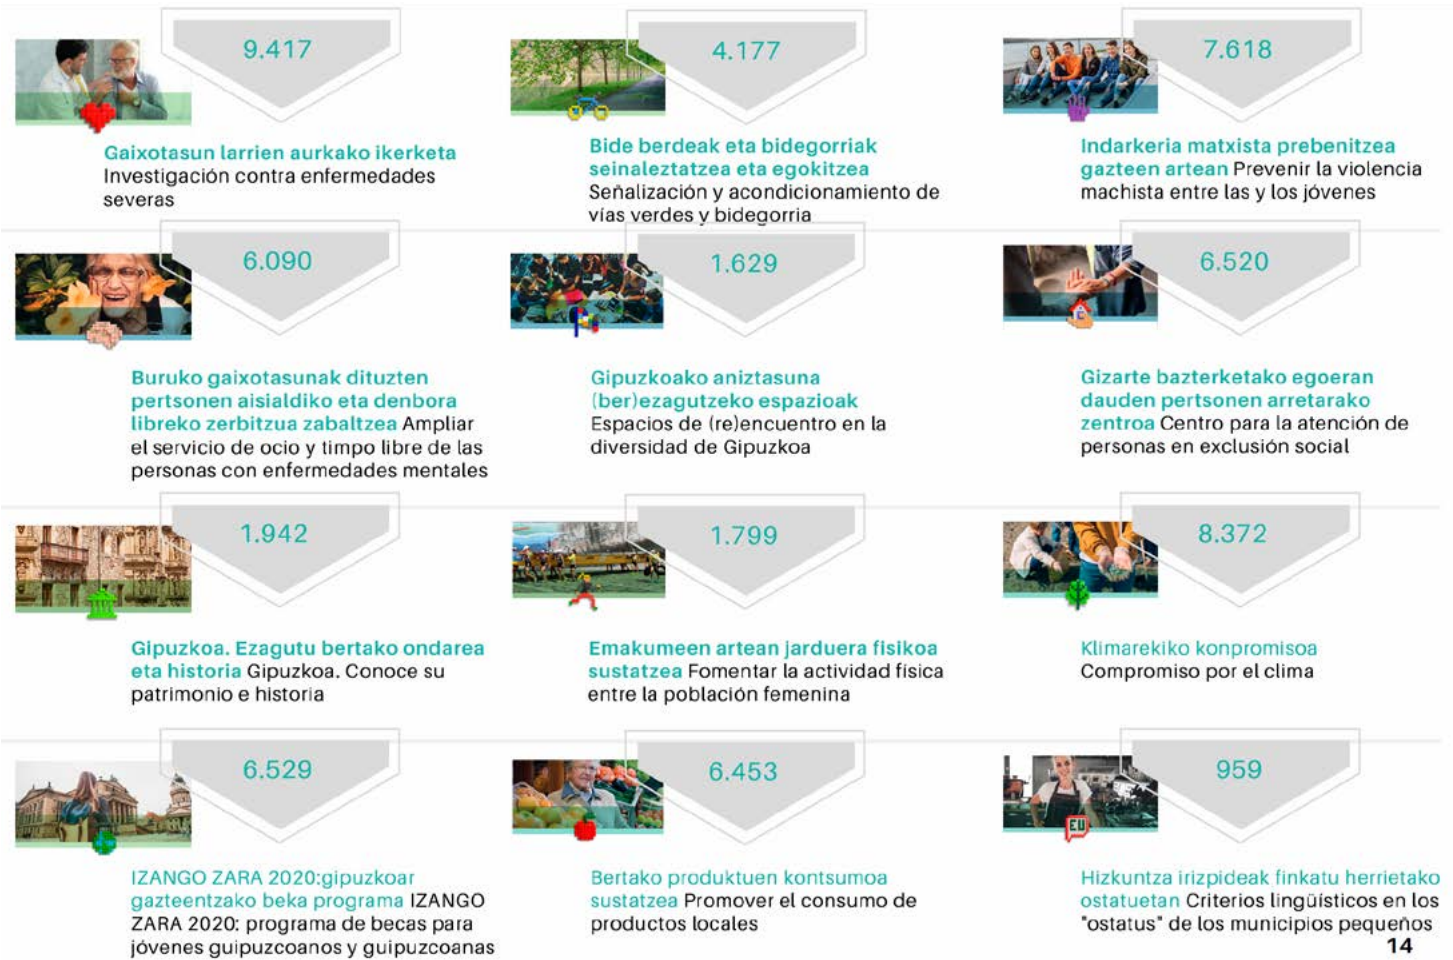 9.417
Gaixotasun larrien aurkako ikerketa
Investigación contra enfermedades
severas
4.177
Bide berdeak eta bidegorriak
seinaleztatzea eta egokitzea
Señalización y acondicionamiento de
vías verdes y bidegorria
7.618
Indarkeria matxista prebenitzea
gazteen artean Prevenir la violencia
machista entre las y los jóvenes
6.090
Buruko gaixotasunak dituzten
pertsonen aisialdiko eta denbora
libreko zerbitzua zabaltzea Ampliar
el servicio de ocio y timpo libre de las
personas con enfermedades mentales
1.629
Gipuzkoako aniztasuna
(ber)ezagutzeko espazioak
Espacios de (re)encuentro en la
diversidad de Gipuzkoa
6.520
Gizarte bazterketako egoeran
dauden pertsonen arretarako
zentroa Centro para la atención de
personas en exclusión social
1.942
Gipuzkoa. Ezagutu bertako ondarea
eta historia Gipuzkoa. Conoce su
patrimonio e historia
1.799
Emakumeen artean jarduera fisikoa
sustatzea Fomentar la actividad física
entre la población femenina
8.372
Klimarekiko konpromisoa
Compromiso por el clima
6.529
IZANGO ZARA 2020:gipuzkoar
gazteentzako beka programa IZANGO
ZARA 2020: programa de becas para
jóvenes guipuzcoanos y guipuzcoanas
6.453
Bertako produktuen kontsumoa
sustatzea Promover el consumo de
productos locales
959
EU
Hizkuntza irizpideak finkatu herrietako
ostatuetan Criterios lingüísticos en los
"ostatus" de los municipios pequeños
14